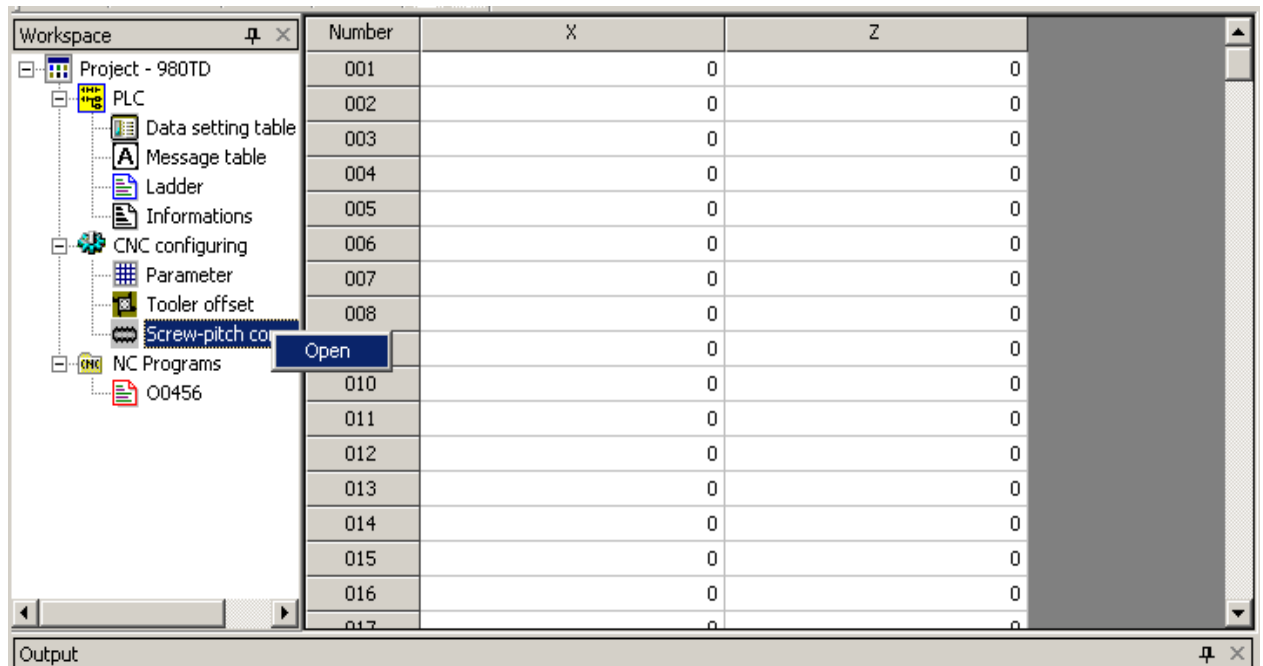 Workspace
Project - 980TD
PLC
Data setting table
Message table
Ladder
Informations
CNC configuring
Parameter
Tooler offset
Screw-pitch co
Open
NC Programs
O0456
Number X Z
001 0 0
002 0 0
003 0 0
004 0 0
005 0 0
006 0 0
007 0 0
008 0 0
0 0
010 0 0
011 0 0
012 0 0
013 0 0
014 0 0
015 0 0
016 0 0
017 0 0
Output